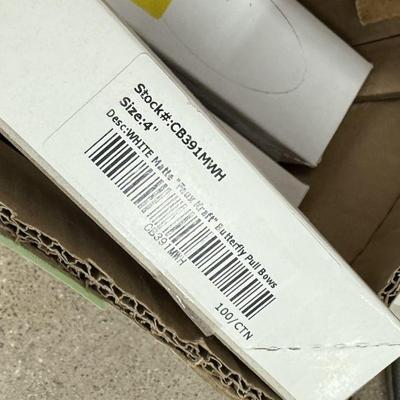 Stock#:CB391MWH
Size:4"
Desc:WHITE Matte "Faux Kraft" Butterfly Pull Bows
CB391MWH
100/CTN